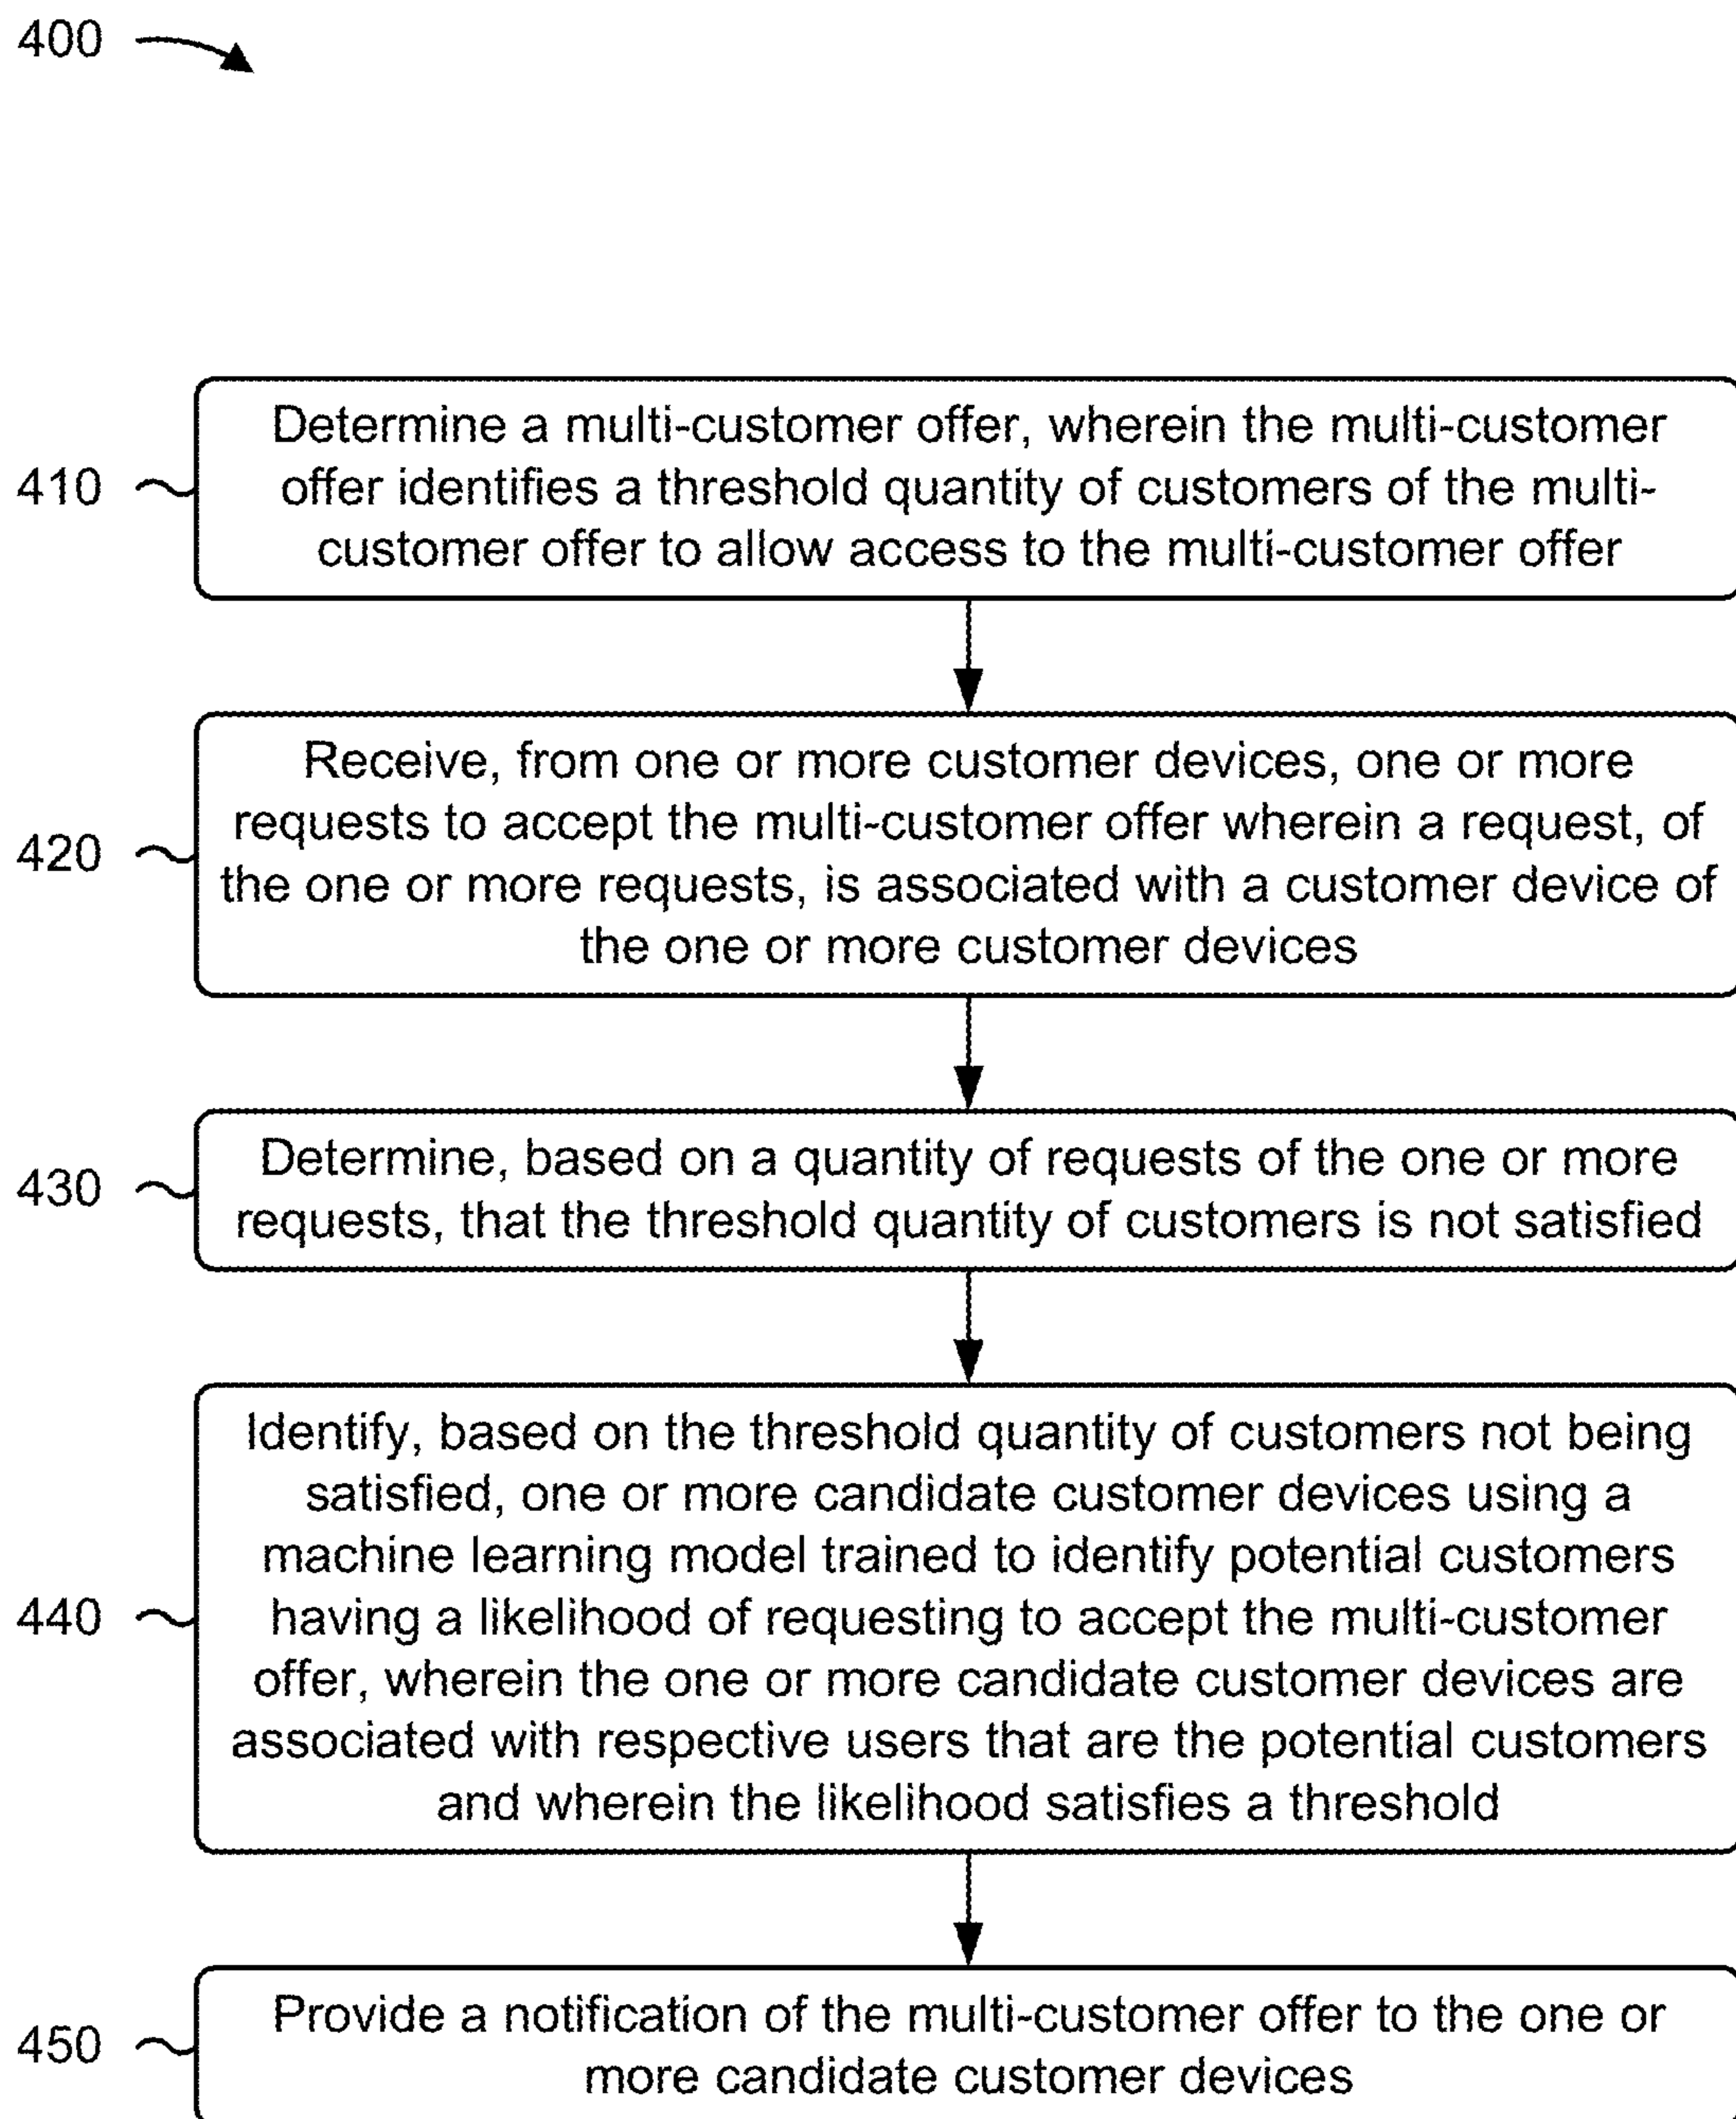 400
Determine a multi-customer offer, wherein the multi-customer
410
offer identifies a threshold quantity of customers of the multi-
customer offer to allow access to the multi-customer offer
Receive, from one or more customer devices, one or more
requests to accept the multi-customer offer wherein a request, of
420
the one or more requests, is associated with a customer device of
the one or more customer devices
Determine, based on a quantity of requests of the one or more
430
requests, that the threshold quantity of customers is not satisfied
Identify, based on the threshold quantity of customers not being
satisfied, one or more candidate customer devices using a
machine learning model trained to identify potential customers
440
having a likelihood of requesting to accept the multi-customer
offer, wherein the one or more candidate customer devices are
associated with respective users that are the potential customers
and wherein the likelihood satisfies a threshold
Provide a notification of the multi-customer offer to the one or
450
more candidate customer devices